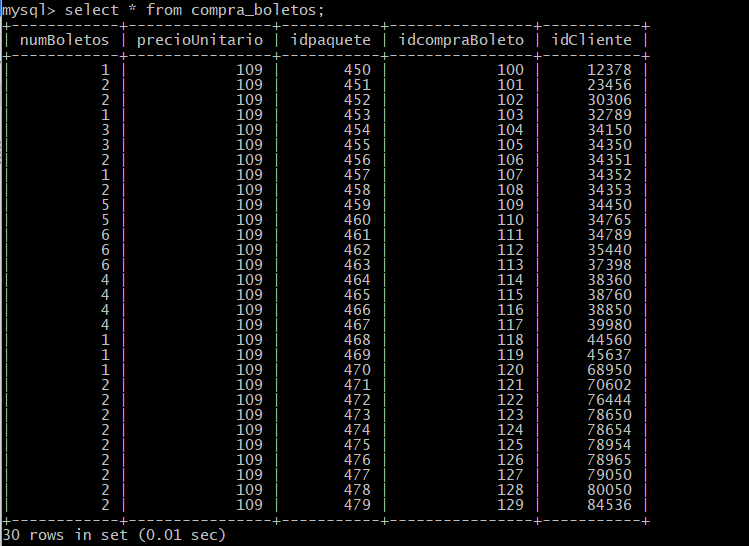 mysql> select * from compra_boletos;
+------------+----------------+-----------+----------------+-----------+
| numBoletos | precioUnitario | idpaquete | idcompraBoleto | idCliente |
+------------+----------------+-----------+----------------+-----------+
| 1 | 109 | 450 | 100 | 12378 |
| 2 | 109 | 451 | 101 | 23456 |
| 2 | 109 | 452 | 102 | 30306 |
| 1 | 109 | 453 | 103 | 32789 |
| 3 | 109 | 454 | 104 | 34150 |
| 3 | 109 | 455 | 105 | 34350 |
| 2 | 109 | 456 | 106 | 34351 |
| 1 | 109 | 457 | 107 | 34352 |
| 2 | 109 | 458 | 108 | 34353 |
| 5 | 109 | 459 | 109 | 34450 |
| 5 | 109 | 460 | 110 | 34765 |
| 6 | 109 | 461 | 111 | 34789 |
| 6 | 109 | 462 | 112 | 35440 |
| 6 | 109 | 463 | 113 | 37398 |
| 4 | 109 | 464 | 114 | 38360 |
| 4 | 109 | 465 | 115 | 38760 |
| 4 | 109 | 466 | 116 | 38850 |
| 4 | 109 | 467 | 117 | 39980 |
| 1 | 109 | 468 | 118 | 44560 |
| 1 | 109 | 469 | 119 | 45637 |
| 1 | 109 | 470 | 120 | 68950 |
| 2 | 109 | 471 | 121 | 70602 |
| 2 | 109 | 472 | 122 | 76444 |
| 2 | 109 | 473 | 123 | 78650 |
| 2 | 109 | 474 | 124 | 78654 |
| 2 | 109 | 475 | 125 | 78954 |
| 2 | 109 | 476 | 126 | 78965 |
| 2 | 109 | 477 | 127 | 79050 |
| 2 | 109 | 478 | 128 | 80050 |
| 2 | 109 | 479 | 129 | 84536 |
+------------+----------------+-----------+----------------+-----------+
30 rows in set (0.01 sec)